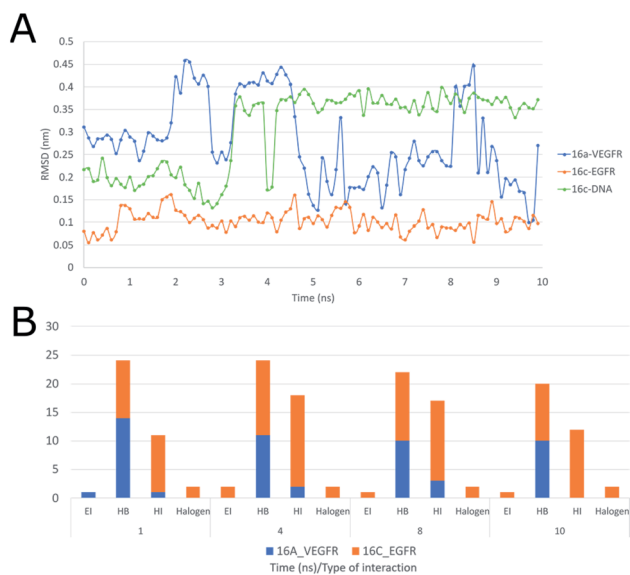 A
0.5
0.45
0.4
0.35
0.3
0.25
0.2
0.15
0.1
0.05
0
RMSD (nm)
0 1 2 3 4 5 6 7 8 9 10
Time (ns)
16a-VEGFR
16c-EGFR
16c-DNA
B
30
25
20
15
10
5
0
EI HB HI Halogen EI HB HI Halogen EI HB HI Halogen EI HB HI Halogen
1 4 8 10
16A_VEGFR 16C_EGFR
Time (ns)/Type of interaction